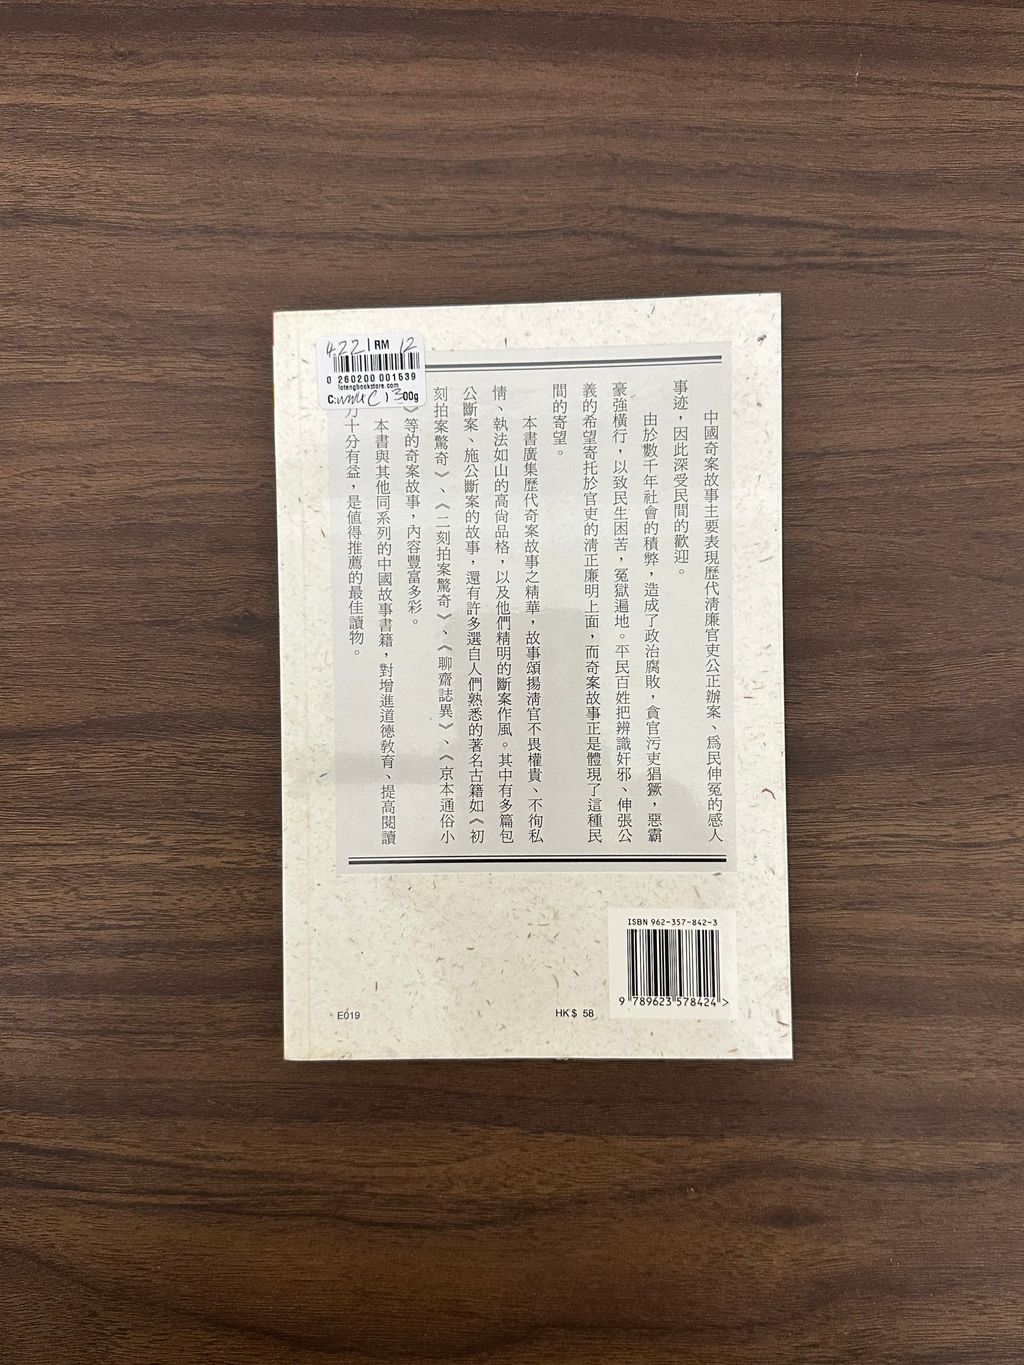 中國奇案故事主要表現歷代清廉官吏公正辦案、爲民伸冤的感人
事迹，因此深受民間的歡迎。
由於數千年社會的積弊，造成了政治腐敗，貪官污吏猖獗，惡霸
豪強橫行，以致民生困苦，冤獄遍地。平民百姓把辨識奸邪、伸張公
義的希望寄托於官吏的清正廉明上面，而奇案故事正是體現了這種民
間的寄望。
本書廣集歷代奇案故事之精華，故事頌揚清官不畏權貴、不徇私
情、執法如山的高尚品格，以及他們精明的斷案作風。其中有多篇包
公斷案、施公斷案的故事，還有許多選自人們熟悉的著名古籍如《初
刻拍案驚奇》、《二刻拍案驚奇》、《聊齋誌異》、《京本通俗小
》等的奇案故事，內容豐富多彩。
本書與其他同系列的中國故事書籍，對增進道德敎育、提高閱讀
力十分有益，是值得推薦的最佳讀物。
4.221 RM 12
0 260200 001539
lotengbookstore.com
C: 00g
ISBN 962-357-842-3
9 789623 578424 >
E019
HK$ 58